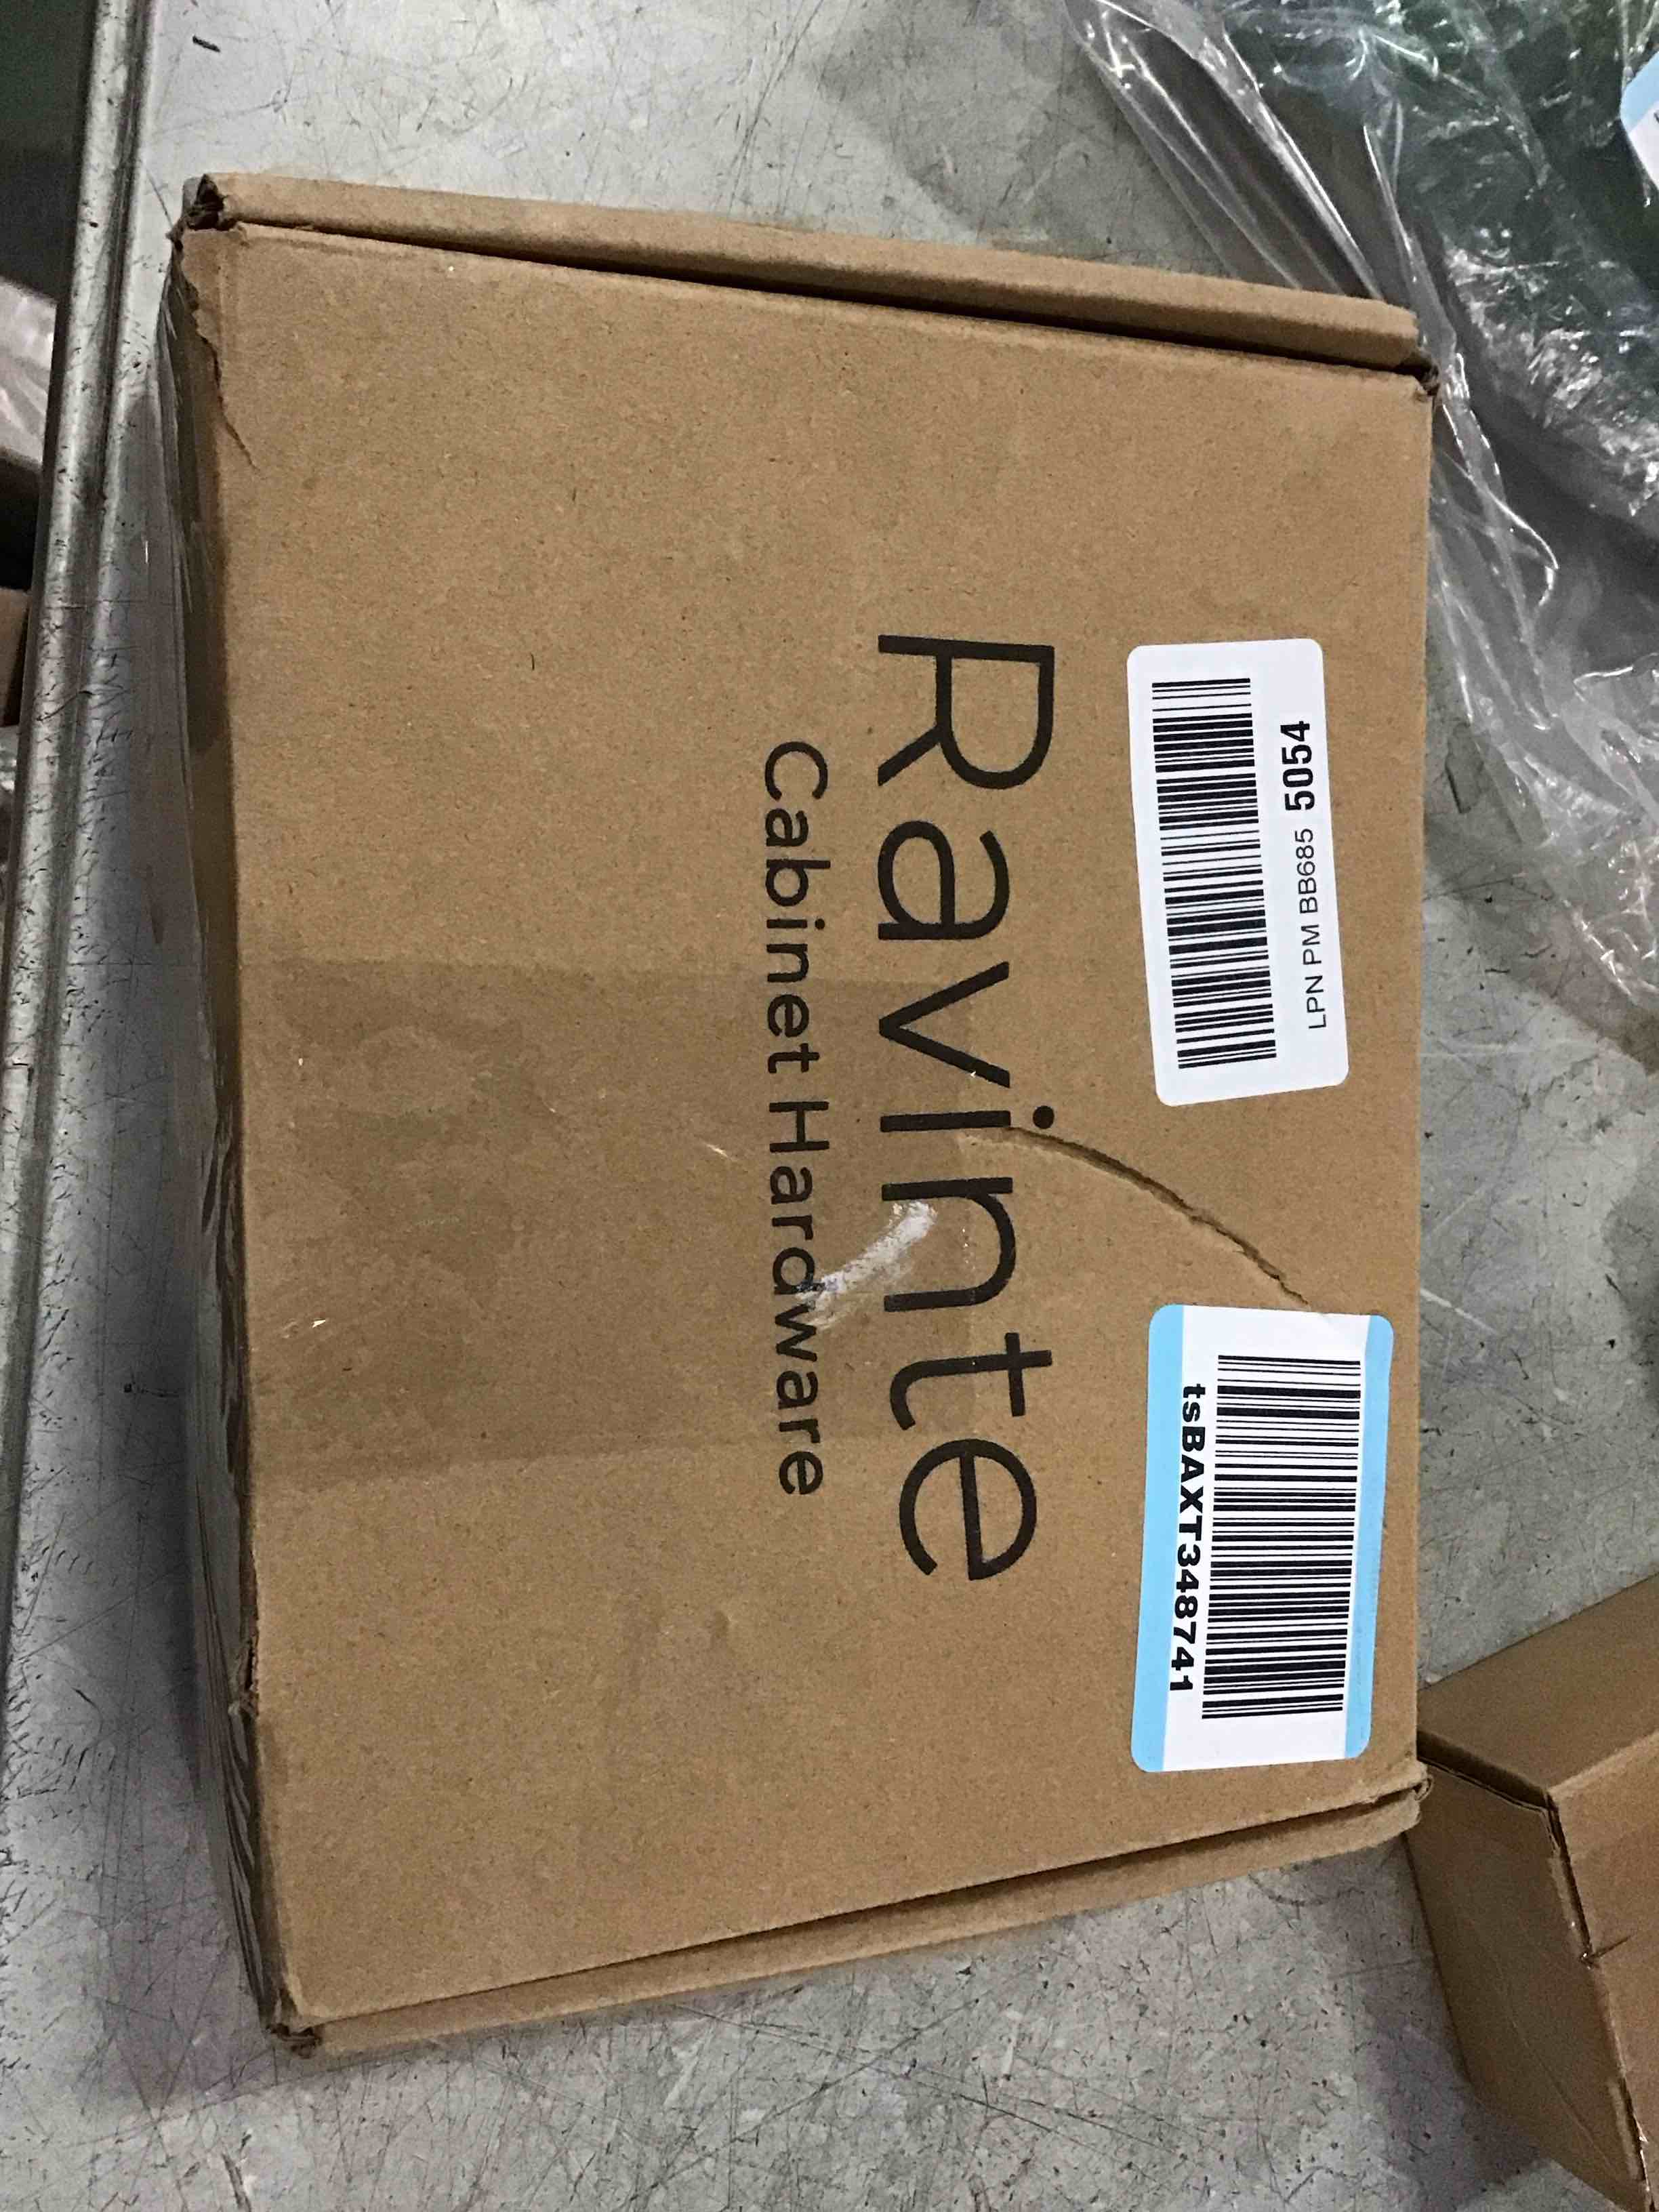 LPN PM BB685 5054
tsBAXT348741
Ravinte
Cabinet Hardware